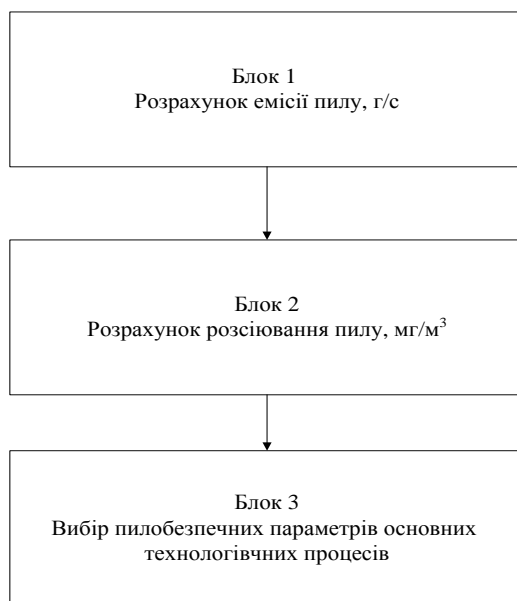 Блок 1
Розрахунок емісії пилу, г/с
Блок 2
Розрахунок розсіювання пилу, мг/м³
Блок 3
Вибір пилобезпечних параметрів основних
технологівчних процесів